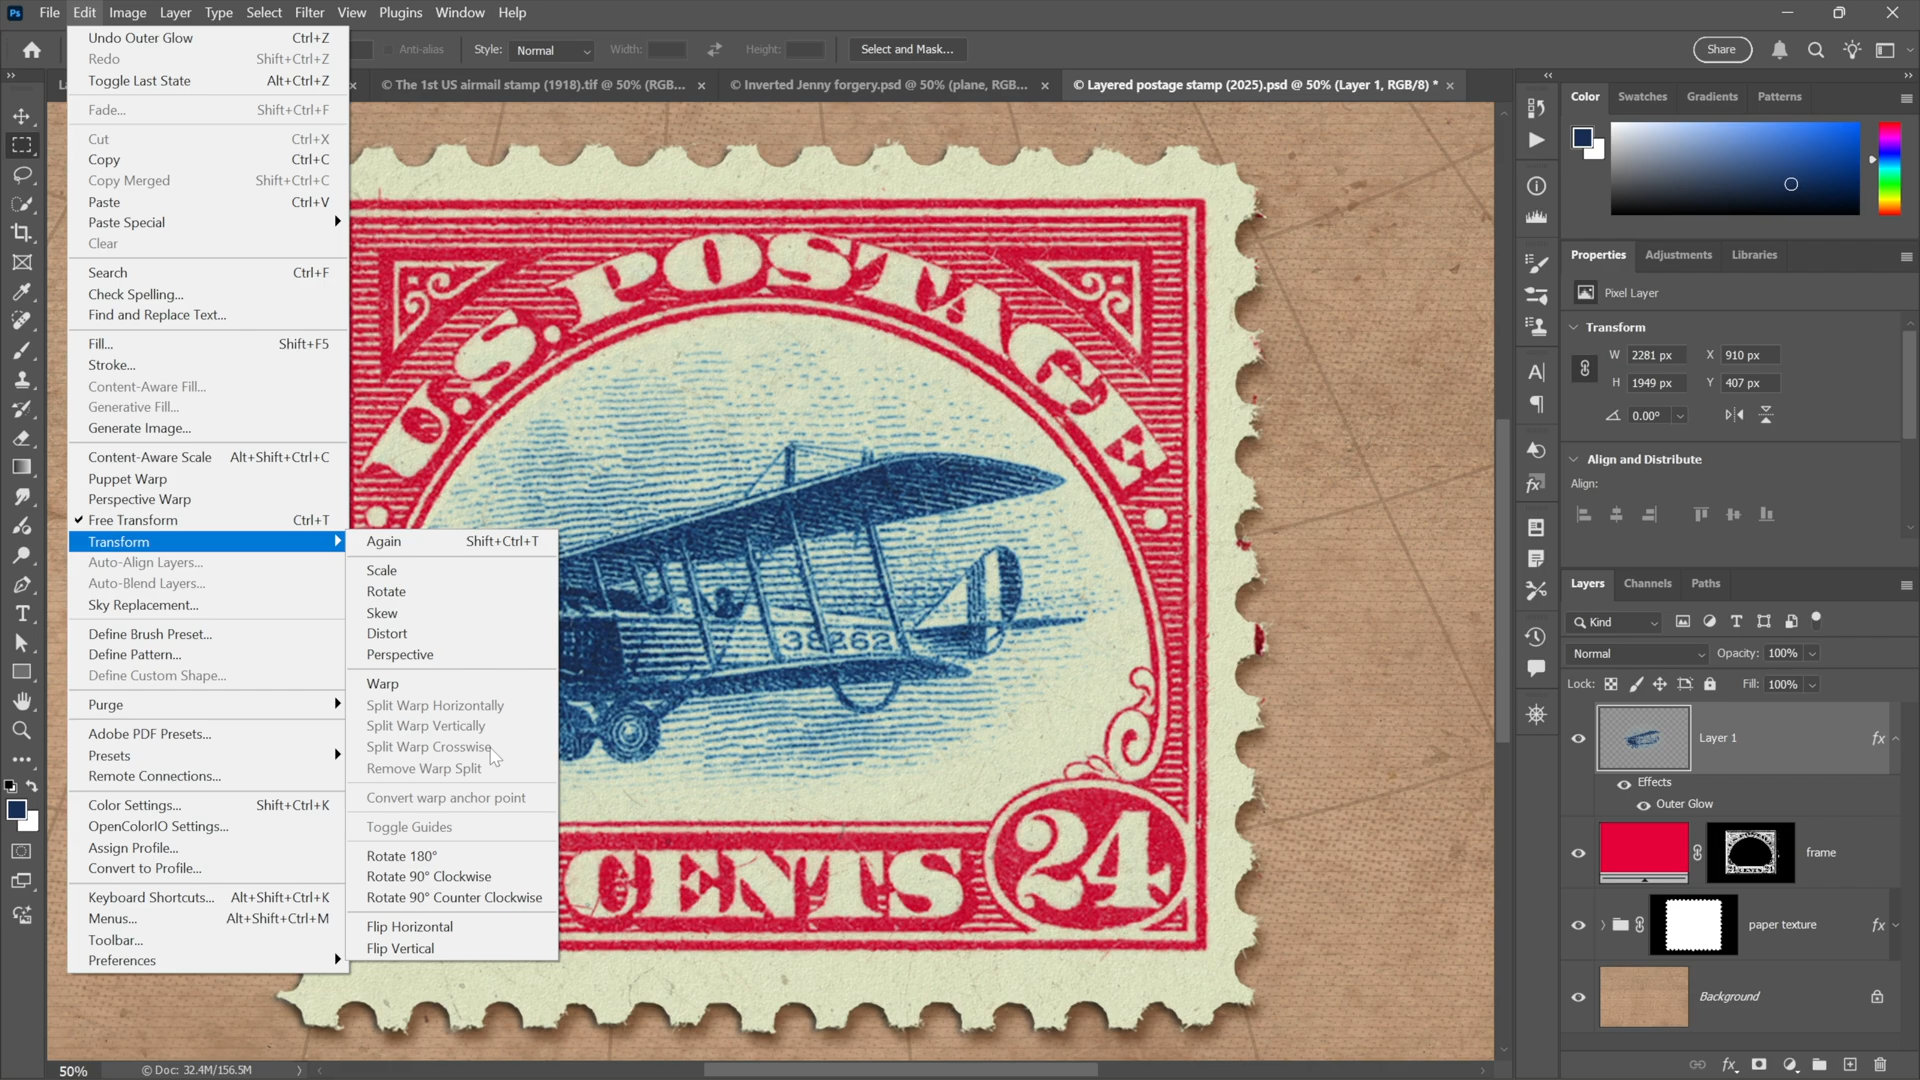 Ps File Edit Image Layer Type Select Filter View Plugins Window Help
Anti-alias Style: Normal Width: Height: Select and Mask... Share
© The 1st US airmail stamp (1918).tif @ 50% (RGB...
© Inverted Jenny forgery.psd @ 50% (plane, RGB...
© Layered postage stamp (2025).psd @ 50% (Layer 1, RGB/8) *
Undo Outer Glow Ctrl+Z
Redo Shift+Ctrl+Z
Toggle Last State Alt+Ctrl+Z
Fade... Shift+Ctrl+F
Cut Ctrl+X
Copy Ctrl+C
Copy Merged Shift+Ctrl+C
Paste Ctrl+V
Paste Special
Clear
Search Ctrl+F
Check Spelling...
Find and Replace Text...
Fill... Shift+F5
Stroke...
Content-Aware Fill...
Generative Fill...
Generate Image...
Content-Aware Scale Alt+Shift+Ctrl+C
Puppet Warp
Perspective Warp
Free Transform Ctrl+T
Transform
Auto-Align Layers...
Auto-Blend Layers...
Sky Replacement...
Define Brush Preset...
Define Pattern...
Define Custom Shape...
Purge
Adobe PDF Presets...
Presets
Remote Connections...
Color Settings... Shift+Ctrl+K
OpenColorIO Settings...
Assign Profile...
Convert to Profile...
Keyboard Shortcuts... Alt+Shift+Ctrl+K
Menus... Alt+Shift+Ctrl+M
Toolbar...
Preferences
Again Shift+Ctrl+T
Scale
Rotate
Skew
Distort
Perspective
Warp
Split Warp Horizontally
Split Warp Vertically
Split Warp Crosswise
Remove Warp Split
Convert warp anchor point
Toggle Guides
Rotate 180°
Rotate 90° Clockwise
Rotate 90° Counter Clockwise
Flip Horizontal
Flip Vertical
U.S. POSTAGE
38262
CENTS 24
Color Swatches Gradients Patterns
Properties Adjustments Libraries
Pixel Layer
Transform
W 2281 px X 910 px
H 1949 px Y 407 px
0.00°
Align and Distribute
Align:
Layers Channels Paths
Kind
Normal Opacity: 100%
Lock: Fill: 100%
Layer 1 fx
Effects
Outer Glow
frame
paper texture fx
Background
50% © Doc: 32.4M/156.5M